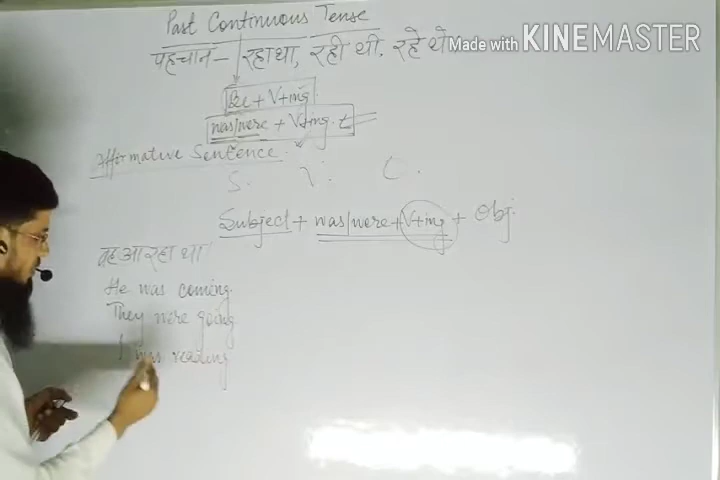 Past Continuous Tense
पहचान - रहा था, रही थी, रहे थे
Made with KINEMASTER
Be + V+ing
was/were + V+ing
Affirmative Sentence
S. V. O.
Subject + was/were + V+ing + Obj.
वह आ रहा था
He was coming.
They were going
I was reading